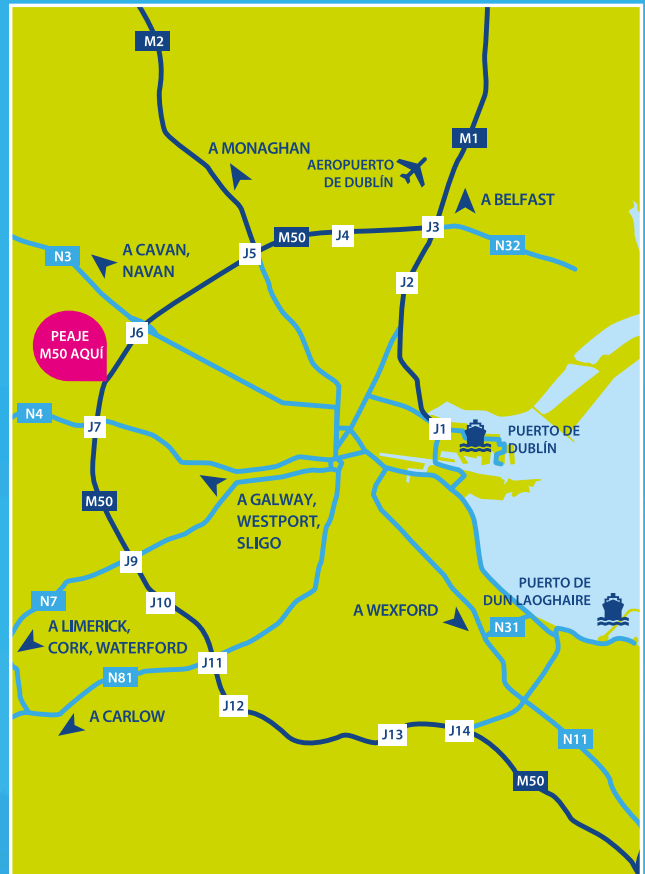 M2
M1
A MONAGHAN
AEROPUERTO
DE DUBLÍN
A BELFAST
J3
M50
J4
N32
J5
A CAVAN,
NAVAN
N3
J2
J6
PEAJE
M50 AQUÍ
N4
J7
J1
PUERTO DE
DUBLÍN
M50
A GALWAY,
WESTPORT,
SLIGO
J9
PUERTO DE
DUN LAOGHAIRE
N7
J10
A WEXFORD
N31
A LIMERICK,
CORK, WATERFORD
J11
N81
J12
A CARLOW
J13
J14
N11
M50